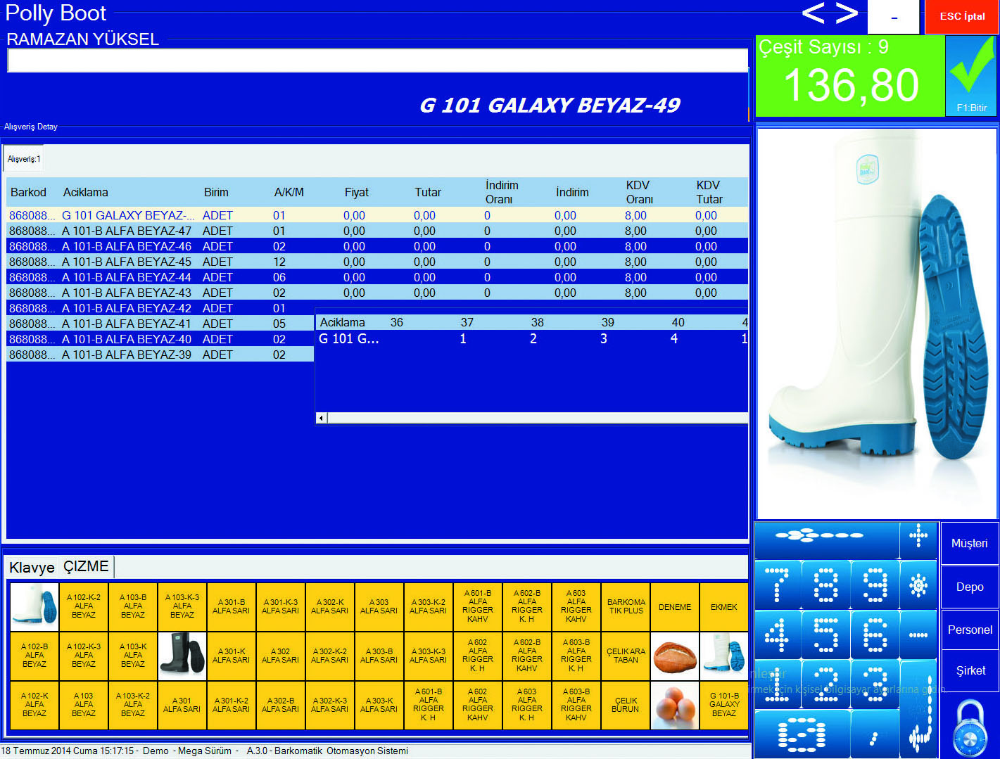 Polly Boot
< >
-
ESC İptal
RAMAZAN YÜKSEL
Çeşit Sayısı : 9
136,80
F1:Bitir
G 101 GALAXY BEYAZ-49
Alışveriş Detay
Alışveriş:1
Barkod Aciklama Birim A/K/M Fiyat Tutar İndirim Oranı İndirim KDV Oranı KDV Tutar
868088... G 101 GALAXY BEYAZ-... ADET 01 0,00 0,00 0 0,00 8,00 0,00
868088... A 101-B ALFA BEYAZ-47 ADET 01 0,00 0,00 0 0,00 8,00 0,00
868088... A 101-B ALFA BEYAZ-46 ADET 02 0,00 0,00 0 0,00 8,00 0,00
868088... A 101-B ALFA BEYAZ-45 ADET 12 0,00 0,00 0 0,00 8,00 0,00
868088... A 101-B ALFA BEYAZ-44 ADET 06 0,00 0,00 0 0,00 8,00 0,00
868088... A 101-B ALFA BEYAZ-43 ADET 02 0,00 0,00 0 0,00 8,00 0,00
868088... A 101-B ALFA BEYAZ-42 ADET 01
868088... A 101-B ALFA BEYAZ-41 ADET 05
868088... A 101-B ALFA BEYAZ-40 ADET 02
868088... A 101-B ALFA BEYAZ-39 ADET 02
Aciklama 36 37 38 39 40 4
G 101 G... 1 2 3 4 1
Polly Boot
Klavye ÇIZME
A 102-K-2 ALFA BEYAZ
A 103-B ALFA BEYAZ
A 103-K-3 ALFA BEYAZ
A 301-B ALFA SARI
A 301-K-3 ALFA SARI
A 302-K ALFA SARI
A 303 ALFA SARI
A 303-K-2 ALFA SARI
A 601-B ALFA RIGGER KAHV
A 602-B ALFA RIGGER K. H
A 603 ALFA RIGGER KAHV
BARKOMA TIK PLUS
DENEME
EKMEK
A 102-B ALFA BEYAZ
A 102-K-3 ALFA BEYAZ
A 103-K ALFA BEYAZ
A 301-K ALFA SARI
A 302 ALFA SARI
A 302-K-2 ALFA SARI
A 303-B ALFA SARI
A 303-K-3 ALFA SARI
A 602 ALFA RIGGER K. H
A 602-B ALFA RIGGER KAHV
A 603-B ALFA RIGGER K. H
ÇELIK ARA TABAN
A 102-K ALFA BEYAZ
A 103 ALFA BEYAZ
A 103-K-2 ALFA BEYAZ
A 301 ALFA SARI
A 301-K-2 ALFA SARI
A 302-B ALFA SARI
A 302-K-3 ALFA SARI
A 303-K ALFA SARI
A 601-B ALFA RIGGER K. H
A 602 ALFA RIGGER KAHV
A 603 ALFA RIGGER K. H
A 603-B ALFA RIGGER KAHV
ÇELIK BURUN
G 101-B GALAXY BEYAZ
+
7 8 9 *
4 5 6 -
1 2 3
0 ,
Müşteri
Depo
Personel
Şirket
nleştir
irmek için kişisel bilgisayar ayarlarına gidin.
18 Temmuz 2014 Cuma 15:17:15 - Demo - Mega Sürüm - A.3.0 - Barkomatik Otomasyon Sistemi